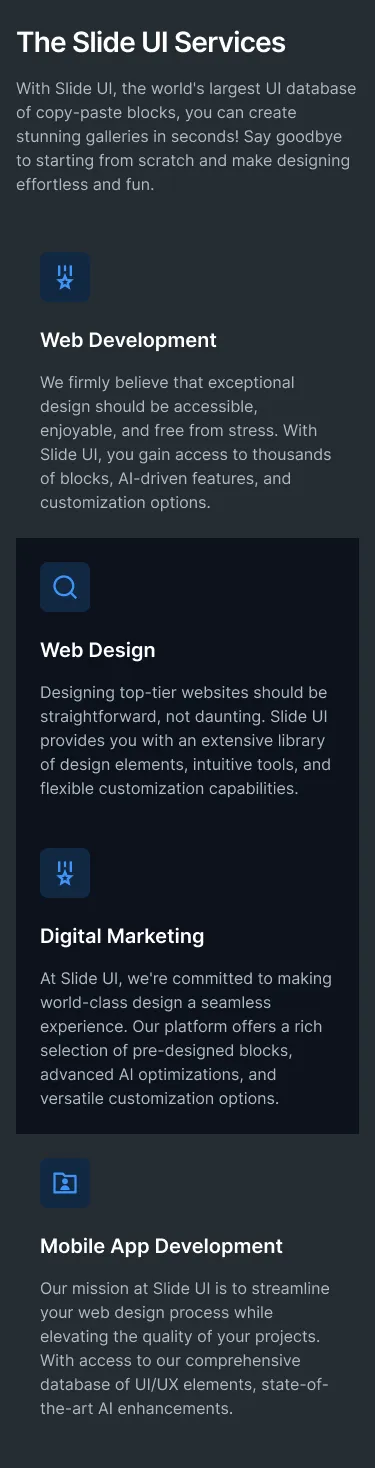 The Slide UI Services
With Slide UI, the world's largest UI database
of copy-paste blocks, you can create
stunning galleries in seconds! Say goodbye
to starting from scratch and make designing
effortless and fun.
Web Development
We firmly believe that exceptional
design should be accessible,
enjoyable, and free from stress. With
Slide UI, you gain access to thousands
of blocks, AI-driven features, and
customization options.
Web Design
Designing top-tier websites should be
straightforward, not daunting. Slide UI
provides you with an extensive library
of design elements, intuitive tools, and
flexible customization capabilities.
Digital Marketing
At Slide UI, we're committed to making
world-class design a seamless
experience. Our platform offers a rich
selection of pre-designed blocks,
advanced AI optimizations, and
versatile customization options.
Mobile App Development
Our mission at Slide UI is to streamline
your web design process while
elevating the quality of your projects.
With access to our comprehensive
database of UI/UX elements, state-of-
the-art AI enhancements.